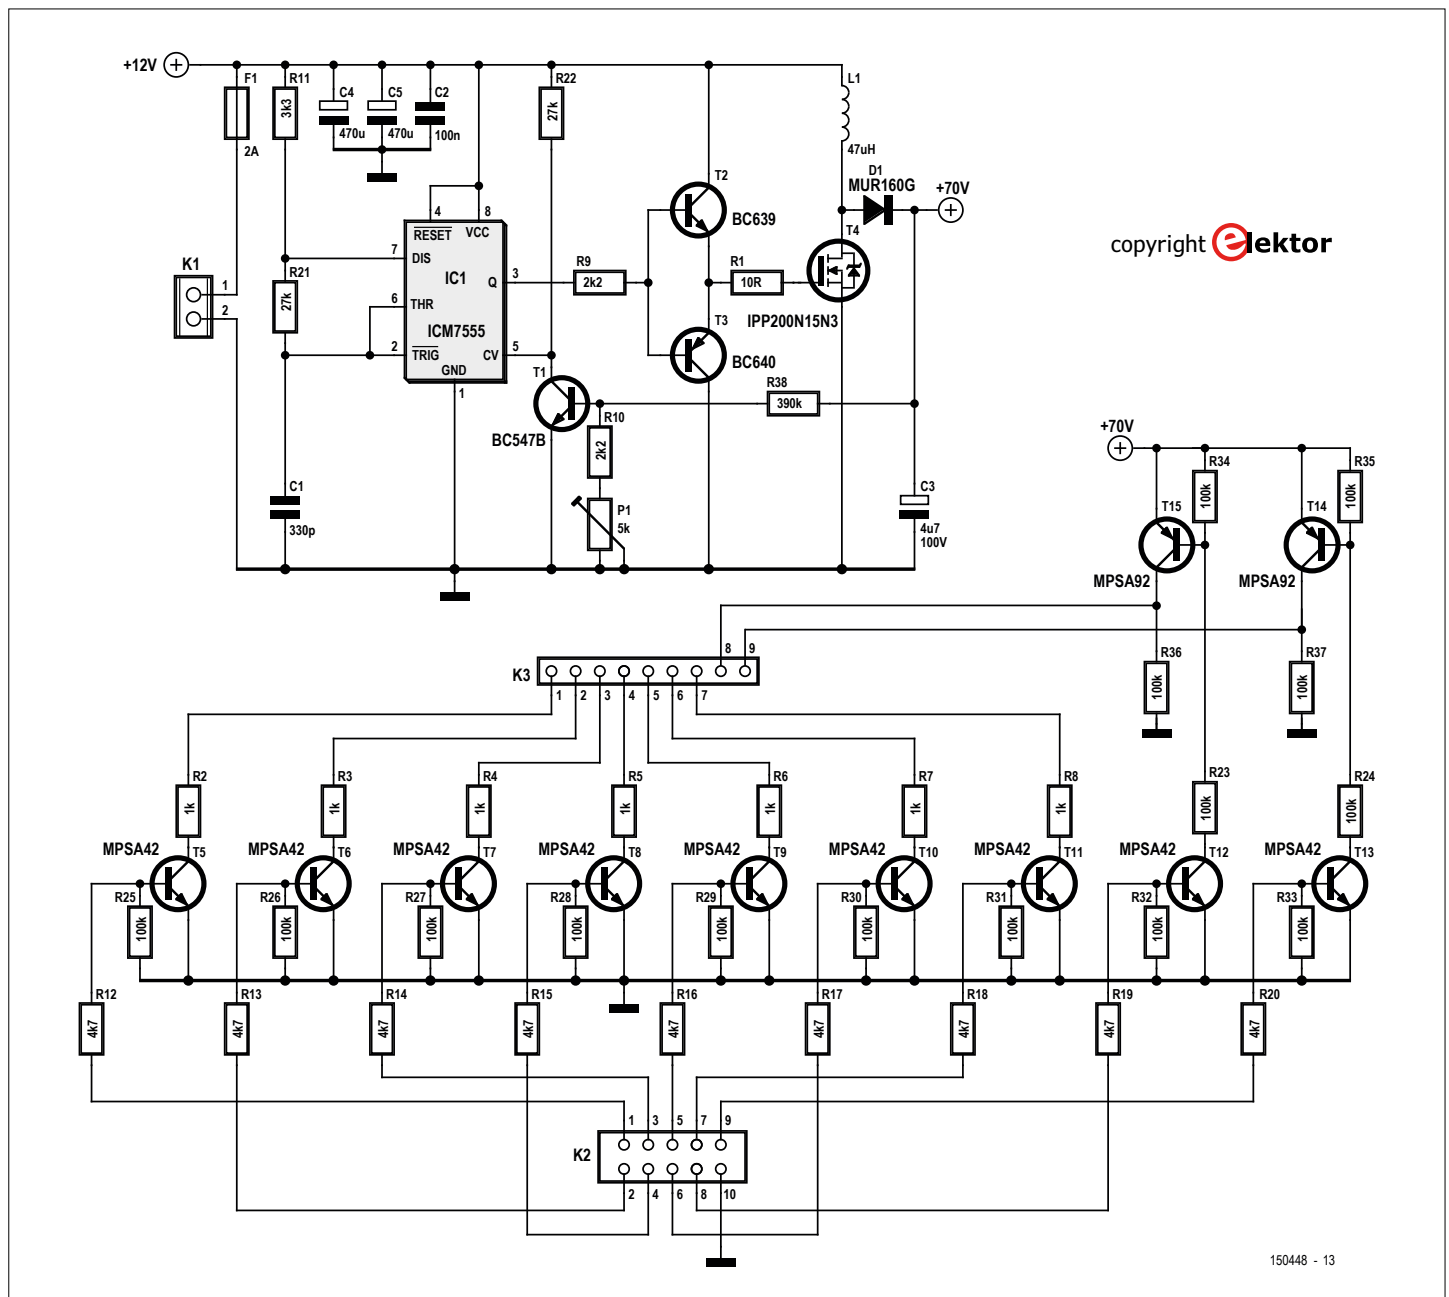 +12V
F1
2A
R11
3k3
C4
470u
C5
470u
C2
100n
R22
27k
L1
47uH
D1
MUR160G
+70V
T2
BC639
T4
IPP200N15N3
copyright elektor
K1
1
2
R21
27k
4
8
RESET
VCC
7
DIS
IC1
Q
3
6
THR
ICM7555
2
TRIG
CV
5
GND
1
R9
2k2
R1
10R
T3
BC640
T1
BC547B
R38
390k
R10
2k2
P1
5k
C1
330p
C3
4u7
100V
+70V
R34
100k
R35
100k
T15
MPSA92
T14
MPSA92
R36
100k
R37
100k
K3
8
9
1
2
3
4
5
6
7
R2
1k
R3
1k
R4
1k
R5
1k
R6
1k
R7
1k
R8
1k
R23
100k
R24
100k
MPSA42
T5
MPSA42
T6
MPSA42
T7
MPSA42
T8
MPSA42
T9
MPSA42
T10
MPSA42
T11
MPSA42
T12
MPSA42
T13
R25
100k
R26
100k
R27
100k
R28
100k
R29
100k
R30
100k
R31
100k
R32
100k
R33
100k
R12
4k7
R13
4k7
R14
4k7
R15
4k7
R16
4k7
R17
4k7
R18
4k7
R19
4k7
R20
4k7
K2
1
3
5
7
9
2
4
6
8
10
150448 - 13